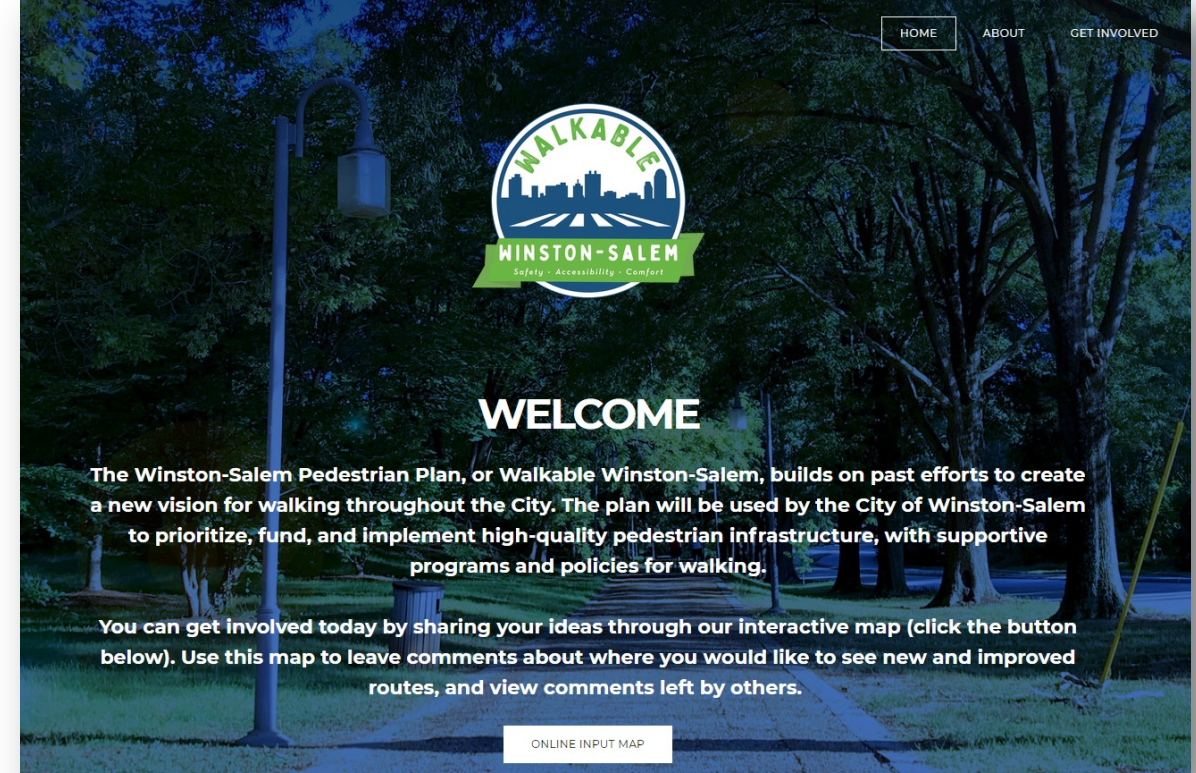 HOME ABOUT GET INVOLVED
WALKABLE
WINSTON-SALEM
Safety - Accessibility - Comfort
WELCOME
The Winston-Salem Pedestrian Plan, or Walkable Winston-Salem, builds on past efforts to create
a new vision for walking throughout the City. The plan will be used by the City of Winston-Salem
to prioritize, fund, and implement high-quality pedestrian infrastructure, with supportive
programs and policies for walking.
You can get involved today by sharing your ideas through our interactive map (click the button
below). Use this map to leave comments about where you would like to see new and improved
routes, and view comments left by others.
ONLINE INPUT MAP